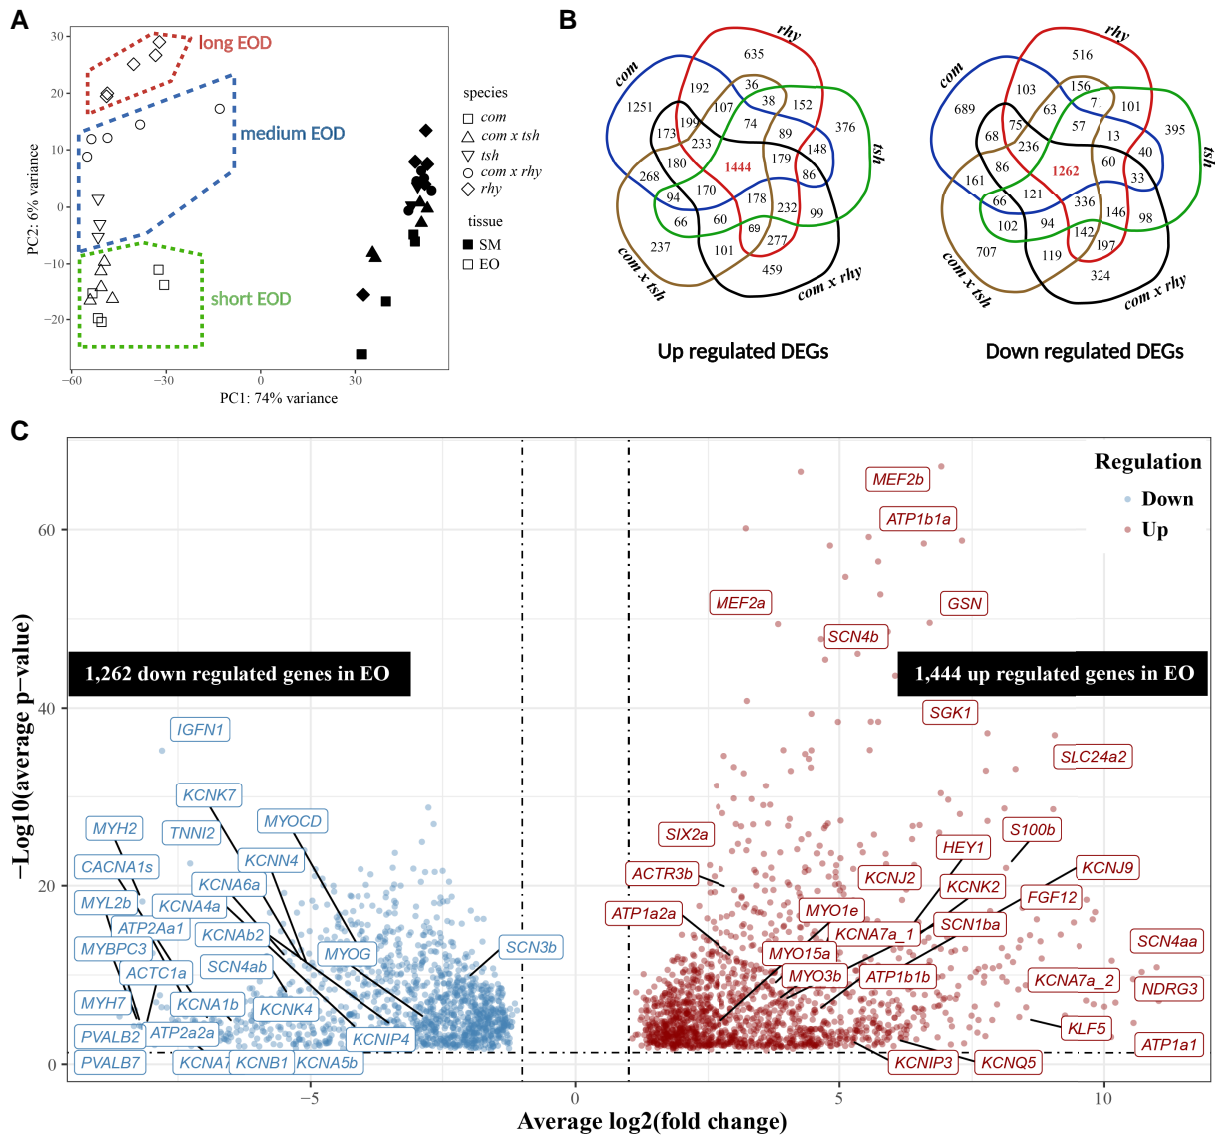 A
30
20
10
0
−10
−20
PC2: 6% variance
−60
−30
0
30
PC1: 74% variance
long EOD
medium EOD
short EOD
species
com
com x tsh
tsh
com x rhy
rhy
tissue
SM
EO
B
com
rhy
tsh
com x tsh
com x rhy
635
36
192
38
152
1251
107
376
199
74
173
89
148
233
179
180
1444
86
268
170
94
178
232
99
66
60
69
237
101
277
459
Up regulated DEGs
com
rhy
tsh
com x tsh
com x rhy
516
156
103
7
101
689
63
395
75
57
68
13
40
236
60
86
1262
33
161
121
66
336
146
98
102
94
142
707
119
197
324
Down regulated DEGs
C
−Log10(average p−value)
60
40
20
0
−5
0
5
10
Average log2(fold change)
Regulation
Down
Up
1,262 down regulated genes in EO
1,444 up regulated genes in EO
MEF2b
ATP1b1a
MEF2a
GSN
SCN4b
SGK1
SLC24a2
IGFN1
KCNK7
MYH2
TNNI2
MYOCD
CACNA1s
KCNN4
MYL2b
KCNA6a
KCNA4a
ATP2Aa1
KCNAb2
MYBPC3
MYOG
SCN3b
ACTC1a
SCN4ab
MYH7
KCNA1b
KCNK4
PVALB2
ATP2a2a
KCNIP4
PVALB7
KCNA7
KCNB1
KCNA5b
SIX2a
S100b
HEY1
ACTR3b
KCNJ2
KCNJ9
KCNK2
FGF12
ATP1a2a
MYO1e
SCN1ba
KCNA7a_1
SCN4aa
MYO15a
MYO3b
ATP1b1b
KCNA7a_2
NDRG3
KLF5
ATP1a1
KCNIP3
KCNQ5